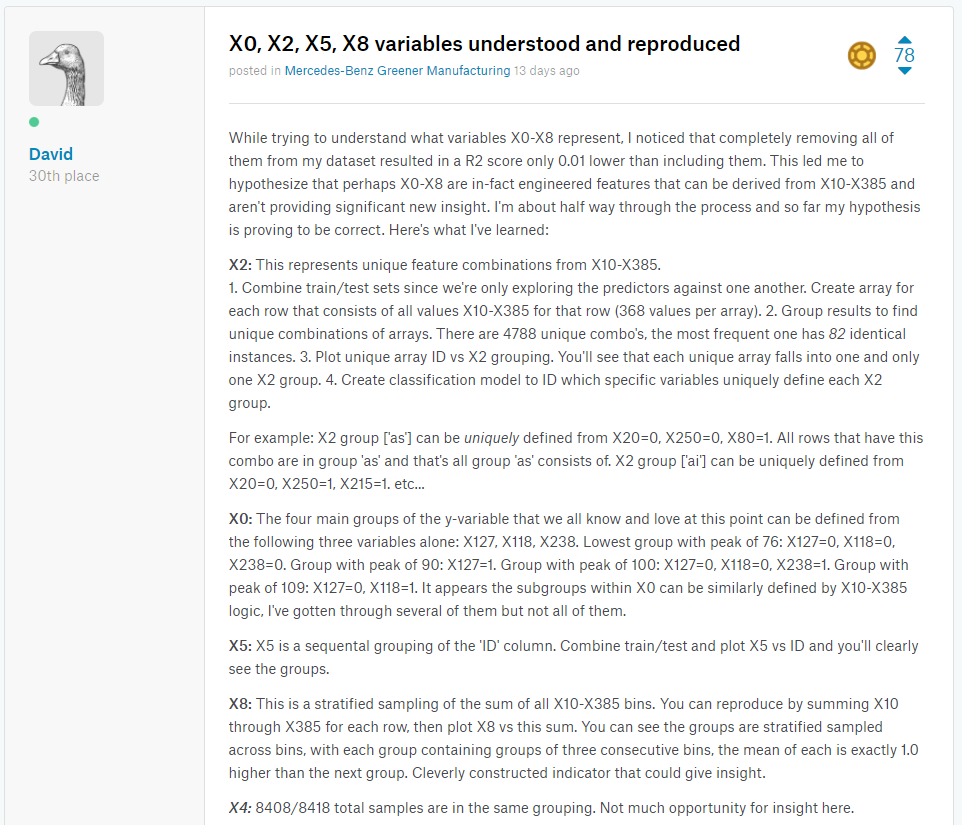 X0, X2, X5, X8 variables understood and reproduced
78
posted in Mercedes-Benz Greener Manufacturing 13 days ago
David
30th place
While trying to understand what variables X0-X8 represent, I noticed that completely removing all of
them from my dataset resulted in a R2 score only 0.01 lower than including them. This led me to
hypothesize that perhaps X0-X8 are in-fact engineered features that can be derived from X10-X385 and
aren't providing significant new insight. I'm about half way through the process and so far my hypothesis
is proving to be correct. Here's what I've learned:
X2: This represents unique feature combinations from X10-X385.
1. Combine train/test sets since we're only exploring the predictors against one another. Create array for
each row that consists of all values X10-X385 for that row (368 values per array). 2. Group results to find
unique combinations of arrays. There are 4788 unique combo's, the most frequent one has 82 identical
instances. 3. Plot unique array ID vs X2 grouping. You'll see that each unique array falls into one and only
one X2 group. 4. Create classification model to ID which specific variables uniquely define each X2
group.
For example: X2 group ['as'] can be uniquely defined from X20=0, X250=0, X80=1. All rows that have this
combo are in group 'as' and that's all group 'as' consists of. X2 group ['ai'] can be uniquely defined from
X20=0, X250=1, X215=1. etc...
X0: The four main groups of the y-variable that we all know and love at this point can be defined from
the following three variables alone: X127, X118, X238. Lowest group with peak of 76: X127=0, X118=0,
X238=0. Group with peak of 90: X127=1. Group with peak of 100: X127=0, X118=0, X238=1. Group with
peak of 109: X127=0, X118=1. It appears the subgroups within X0 can be similarly defined by X10-X385
logic, I've gotten through several of them but not all of them.
X5: X5 is a sequental grouping of the 'ID' column. Combine train/test and plot X5 vs ID and you'll clearly
see the groups.
X8: This is a stratified sampling of the sum of all X10-X385 bins. You can reproduce by summing X10
through X385 for each row, then plot X8 vs this sum. You can see the groups are stratified sampled
across bins, with each group containing groups of three consecutive bins, the mean of each is exactly 1.0
higher than the next group. Cleverly constructed indicator that could give insight.
X4: 8408/8418 total samples are in the same grouping. Not much opportunity for insight here.